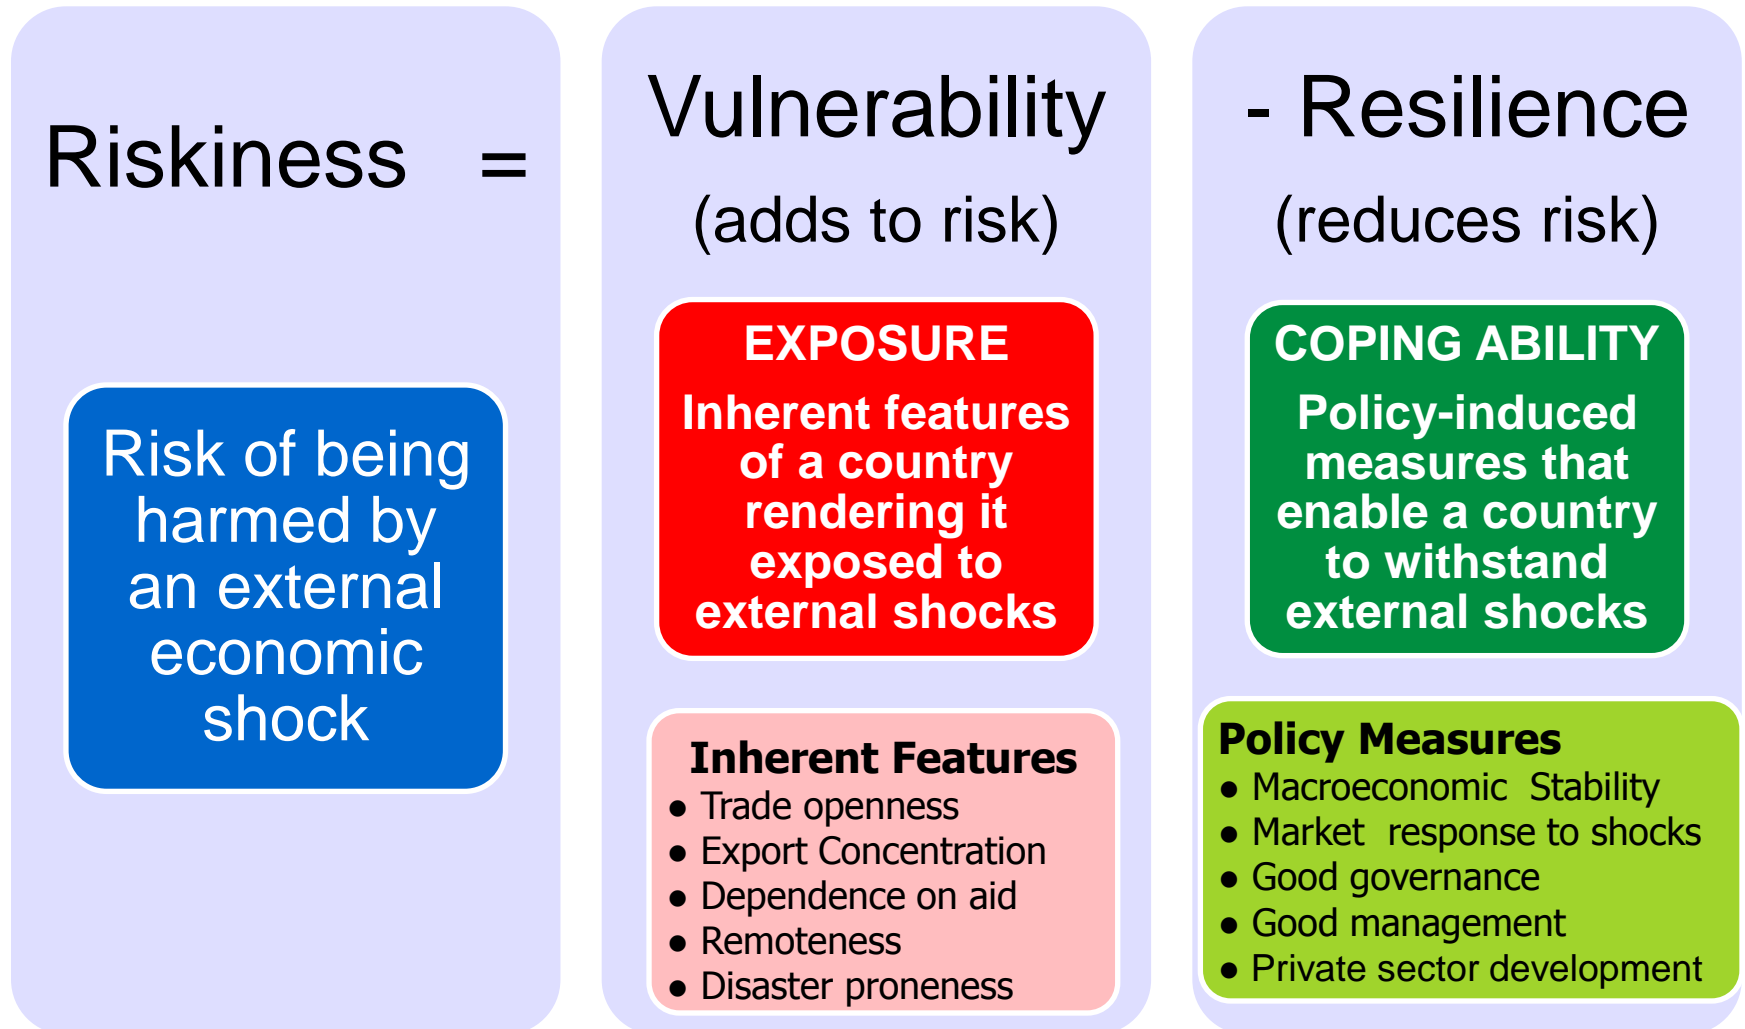 Riskiness =
Risk of being
harmed by
an external
economic
shock
Vulnerability
(adds to risk)
EXPOSURE
Inherent features
of a country
rendering it
exposed to
external shocks
Inherent Features
● Trade openness
● Export Concentration
● Dependence on aid
● Remoteness
● Disaster proneness
- Resilience
(reduces risk)
COPING ABILITY
Policy-induced
measures that
enable a country
to withstand
external shocks
Policy Measures
● Macroeconomic Stability
● Market response to shocks
● Good governance
● Good management
● Private sector development